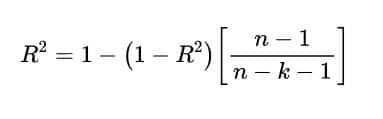 R² = 1 − (1 − R²) [ (n − 1) / (n − k − 1) ]